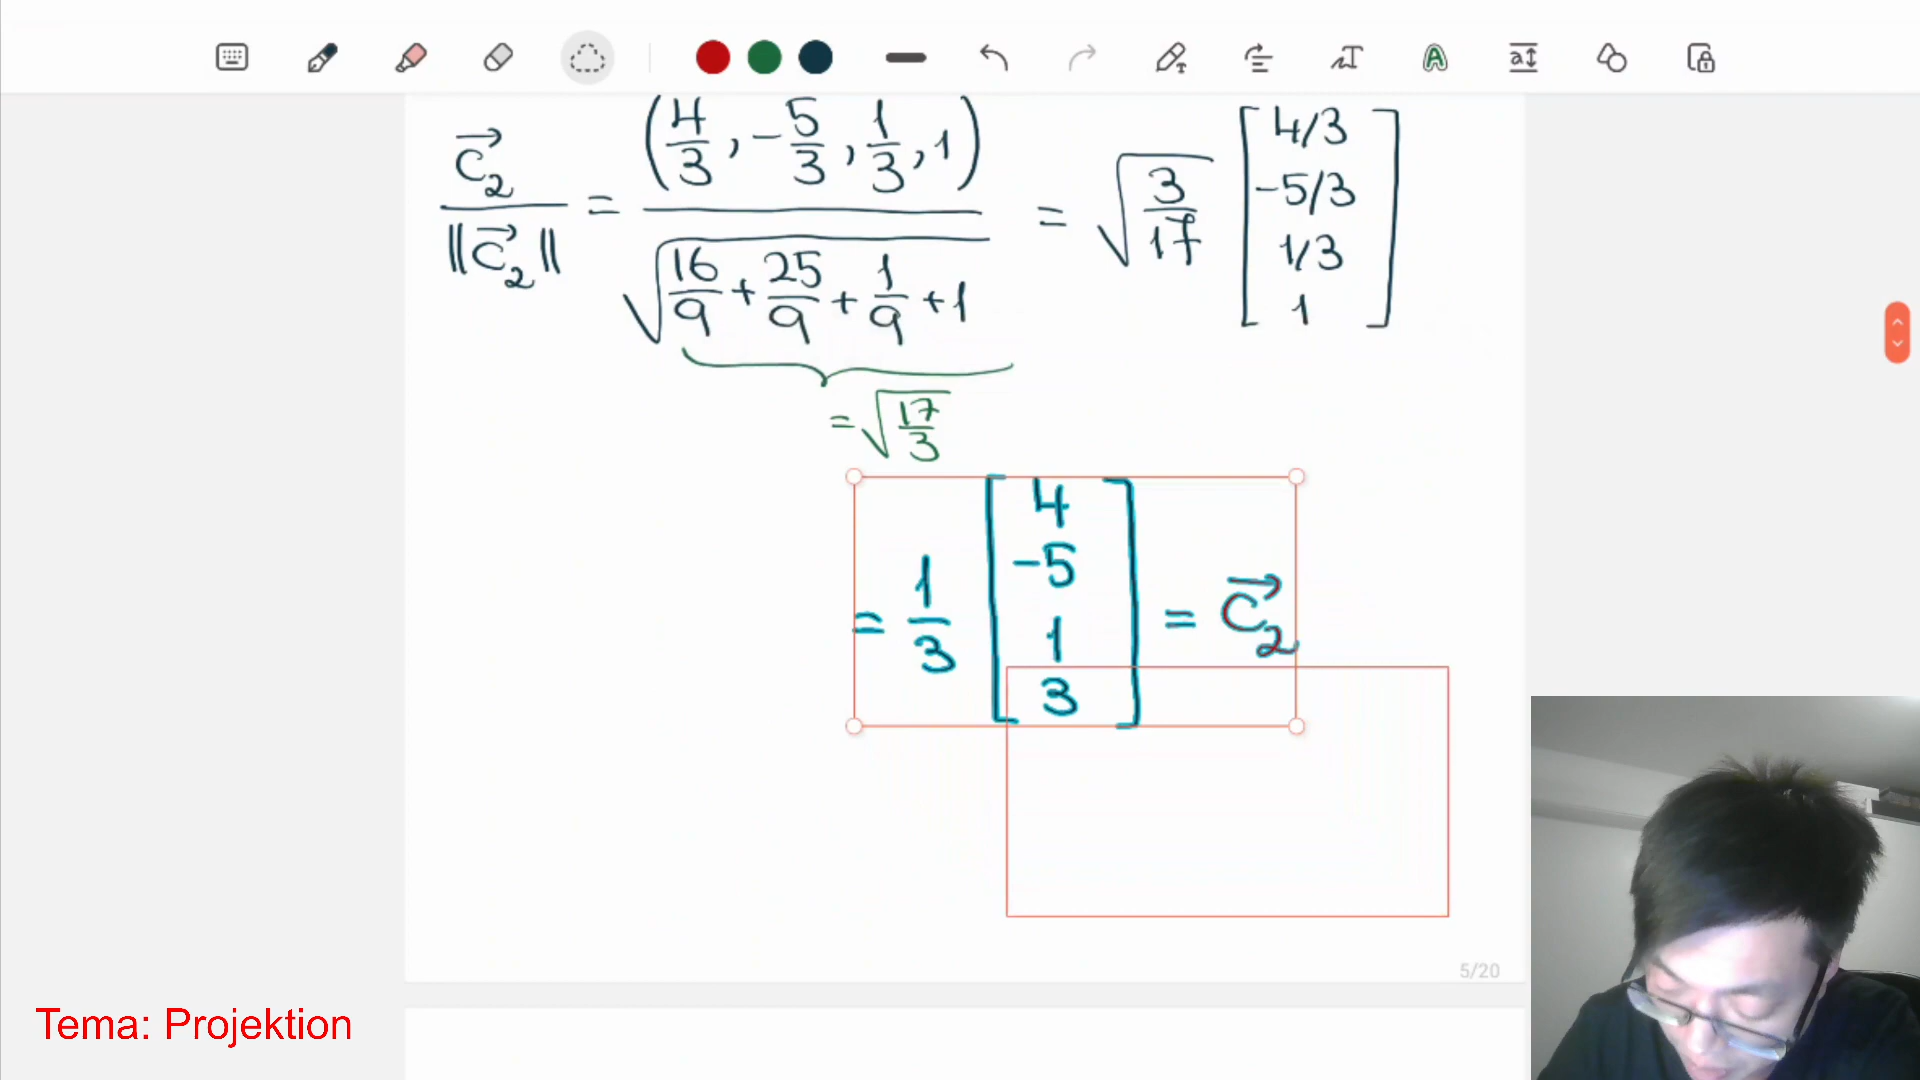 c⃗₂ / ‖c⃗₂‖ = (4/3, -5/3, 1/3, 1) / √(16/9 + 25/9 + 1/9 + 1) = √(3/17) [4/3 -5/3 1/3 1]
= √(17/3)
= 1/3 [4 -5 1 3] = c⃗₂
5/20
Tema: Projektion